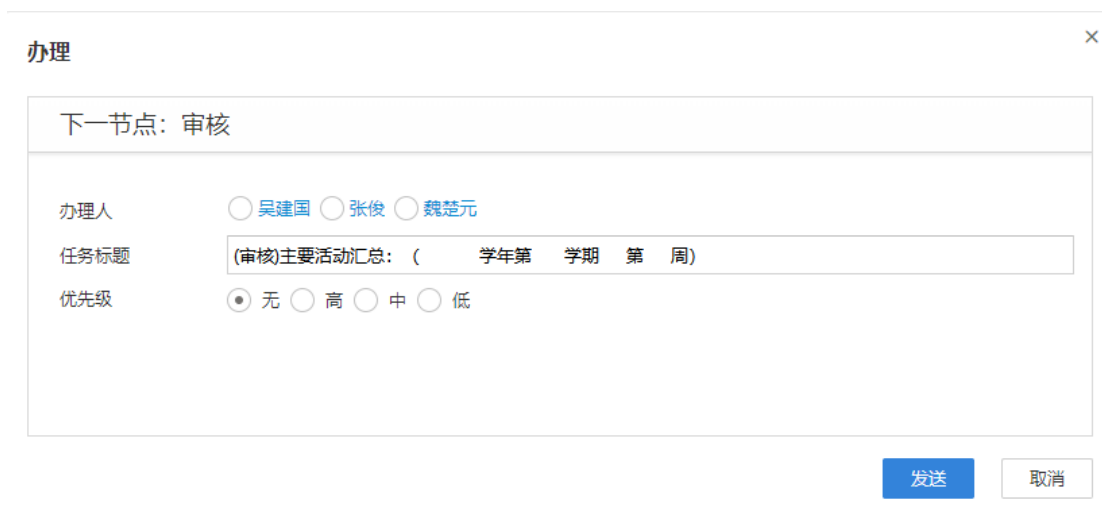 办理
×
下一节点：审核
办理人 吴建国 张俊 魏楚元
任务标题 (审核)主要活动汇总：（ 学年第 学期 第 周)
优先级 无 高 中 低
发送 取消